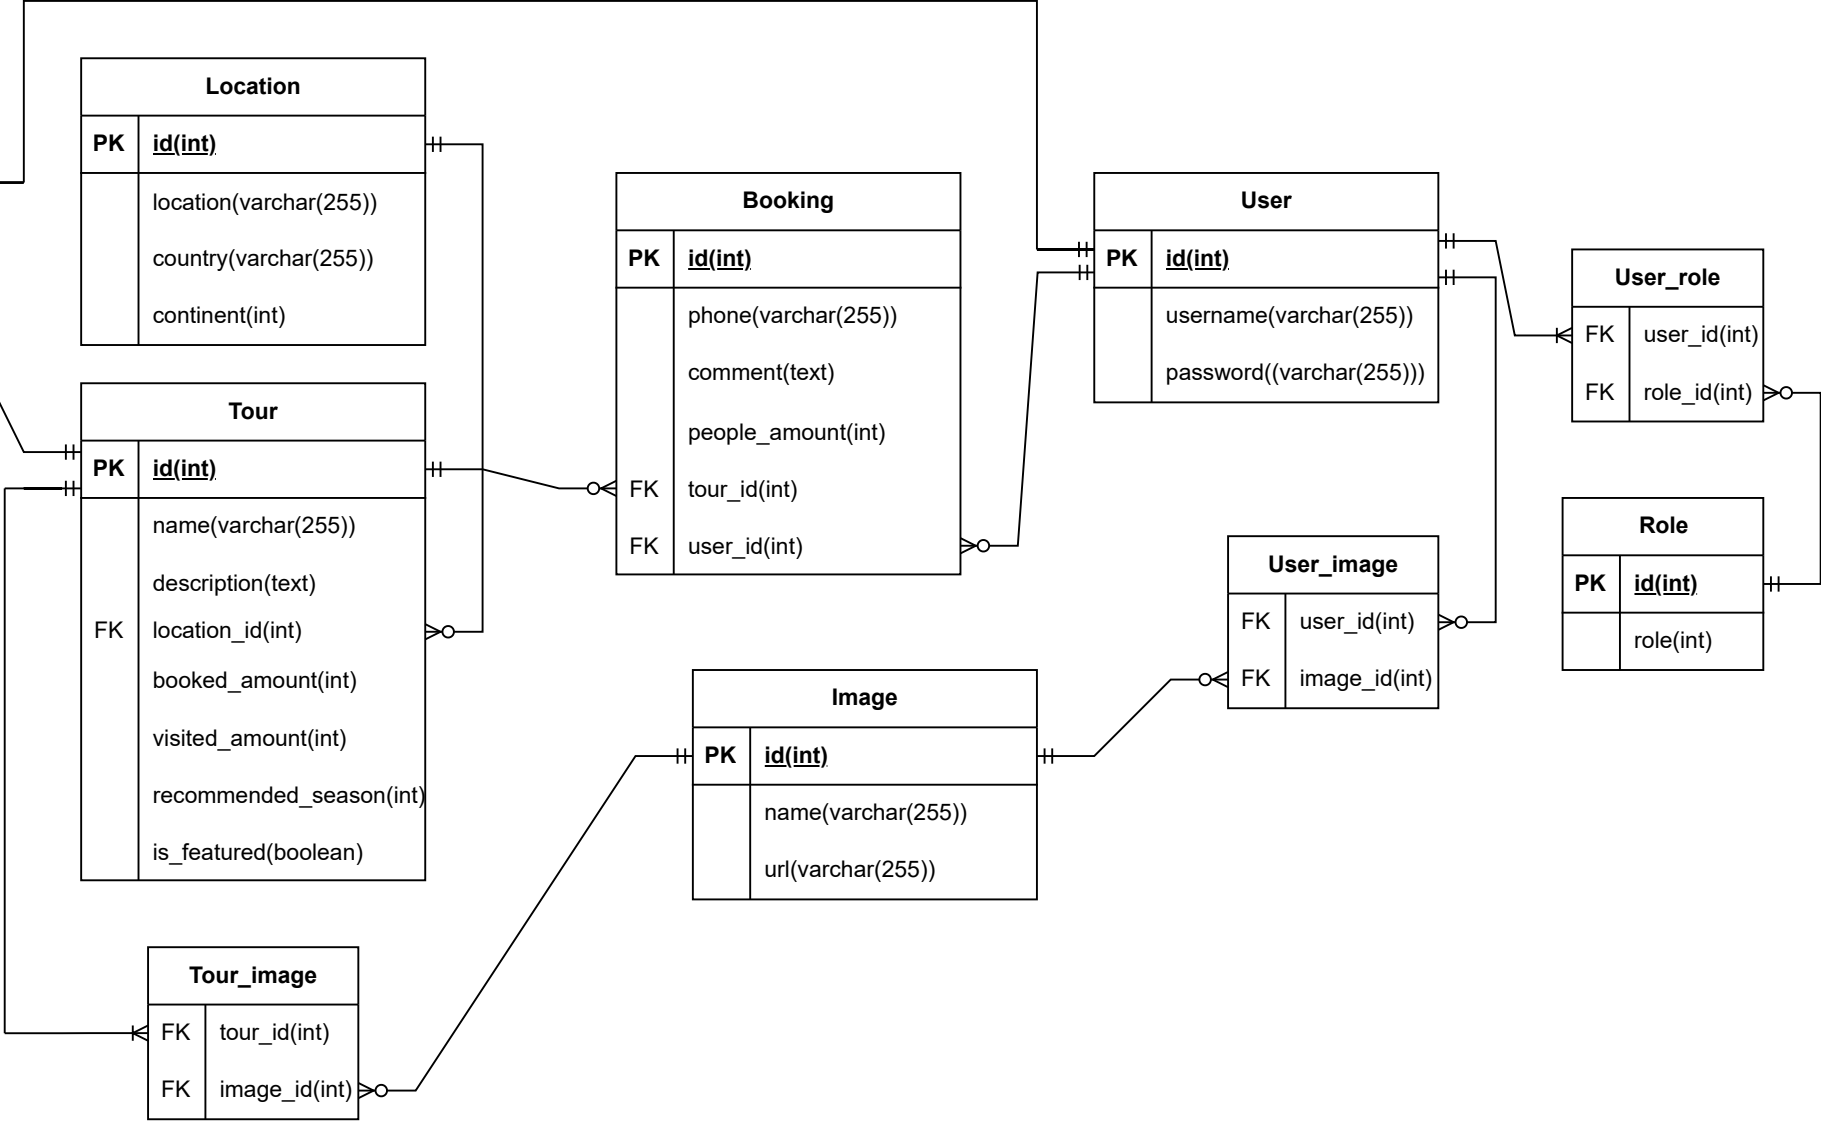 Location
PK id(int)
location(varchar(255))
country(varchar(255))
continent(int)
Tour
PK id(int)
name(varchar(255))
description(text)
FK location_id(int)
booked_amount(int)
visited_amount(int)
recommended_season(int)
is_featured(boolean)
Tour_image
FK tour_id(int)
FK image_id(int)
Booking
PK id(int)
phone(varchar(255))
comment(text)
people_amount(int)
FK tour_id(int)
FK user_id(int)
Image
PK id(int)
name(varchar(255))
url(varchar(255))
User
PK id(int)
username(varchar(255))
password((varchar(255)))
User_image
FK user_id(int)
FK image_id(int)
User_role
FK user_id(int)
FK role_id(int)
Role
PK id(int)
role(int)